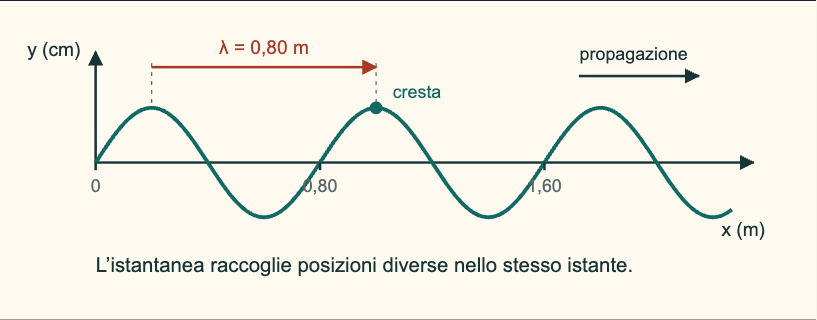 λ = 0,80 m
y (cm)
propagazione
cresta
0
0,80
1,60
x (m)
L’istantanea raccoglie posizioni diverse nello stesso istante.